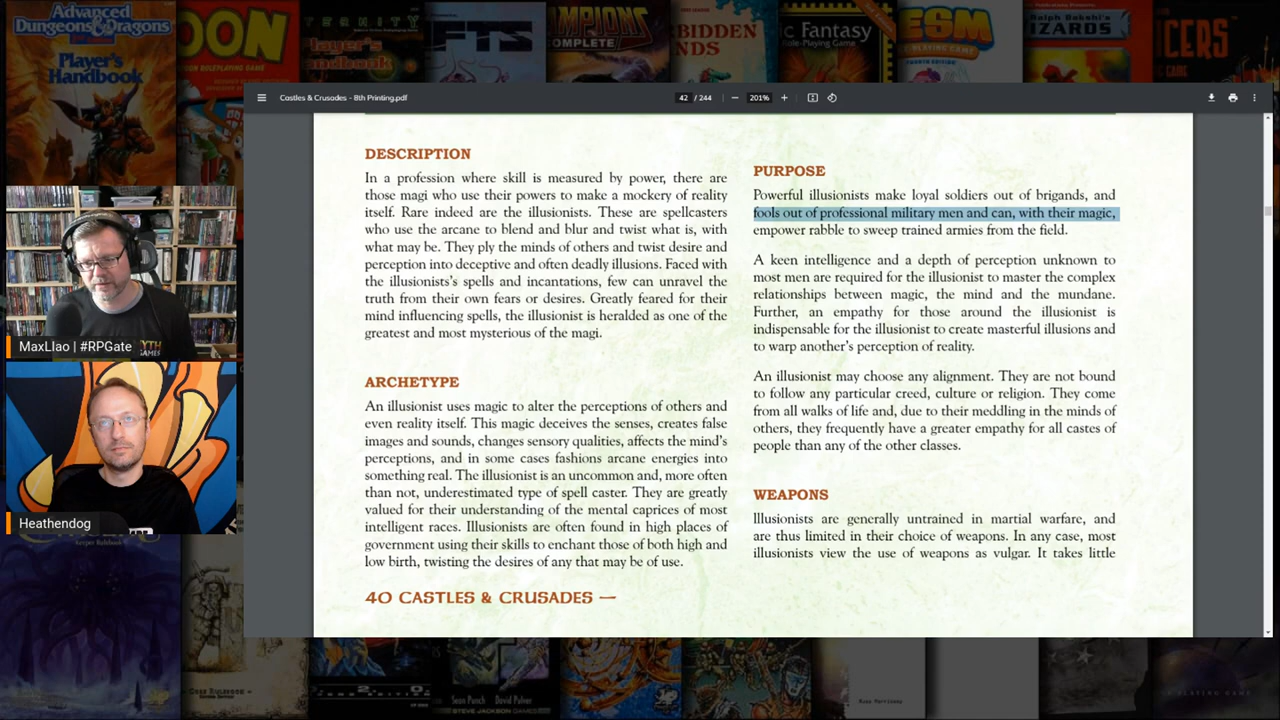 Advanced
Dungeons & Dragons
Player's
Handbook
CHAMPIONS
COMPLETE
Role-Playing Game
Castles & Crusades - 8th Printing.pdf
42 / 244
201%
DESCRIPTION
In a profession where skill is measured by power, there are
those magi who use their powers to make a mockery of reality
itself. Rare indeed are the illusionists. These are spellcasters
who use the arcane to blend and blur and twist what is, with
what may be. They ply the minds of others and twist desire and
perception into deceptive and often deadly illusions. Faced with
the illusionists's spells and incantations, few can unravel the
truth from their own fears or desires. Greatly feared for their
mind influencing spells, the illusionist is heralded as one of the
greatest and most mysterious of the magi.
ARCHETYPE
An illusionist uses magic to alter the perceptions of others and
even reality itself. This magic deceives the senses, creates false
images and sounds, changes sensory qualities, affects the mind's
perceptions, and in some cases fashions arcane energies into
something real. The illusionist is an uncommon and, more often
than not, underestimated type of spell caster. They are greatly
valued for their understanding of the mental caprices of most
intelligent races. Illusionists are often found in high places of
government using their skills to enchant those of both high and
low birth, twisting the desires of any that may be of use.
40 CASTLES & CRUSADES —
PURPOSE
Powerful illusionists make loyal soldiers out of brigands, and
fools out of professional military men and can, with their magic,
empower rabble to sweep trained armies from the field.
A keen intelligence and a depth of perception unknown to
most men are required for the illusionist to master the complex
relationships between magic, the mind and the mundane.
Further, an empathy for those around the illusionist is
indispensable for the illusionist to create masterful illusions and
to warp another's perception of reality.
An illusionist may choose any alignment. They are not bound
to follow any particular creed, culture or religion. They come
from all walks of life and, due to their meddling in the minds of
others, they frequently have a greater empathy for all castes of
people than any of the other classes.
WEAPONS
Illusionists are generally untrained in martial warfare, and
are thus limited in their choice of weapons. In any case, most
illusionists view the use of weapons as vulgar. It takes little
MaxLIao | #RPGate
Heathendog
Sean Punch David Pulver
STEVE JACKSON GAMES